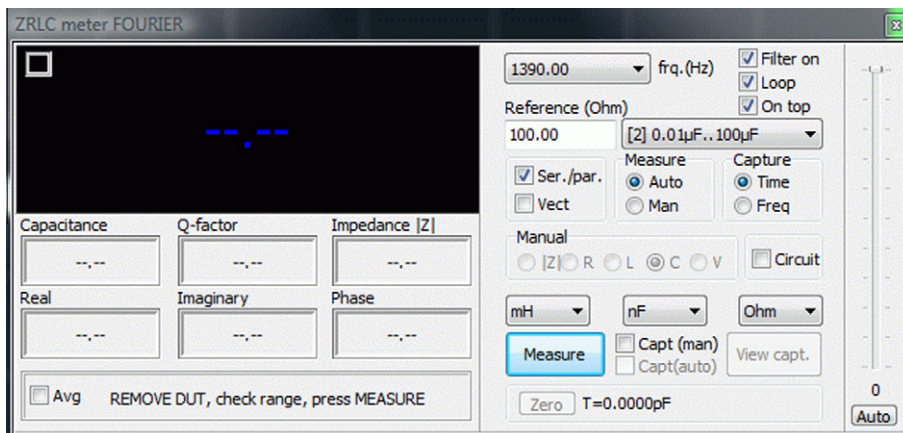 ZRLC meter FOURIER
x
--.--
1390.00 frq.(Hz)
Filter on
Loop
On top
Reference (Ohm)
100.00
[2] 0.01µF..100µF
Ser./par.
Vect
Measure
Auto
Man
Capture
Time
Freq
Capacitance Q-factor Impedance |Z|
--.-- --.-- --.--
Real Imaginary Phase
--.-- --.-- --.--
Manual
|Z| R L C V
Circuit
mH nF Ohm
Measure
Capt (man)
Capt(auto)
View capt.
Avg REMOVE DUT, check range, press MEASURE
Zero T=0.0000pF
0
Auto